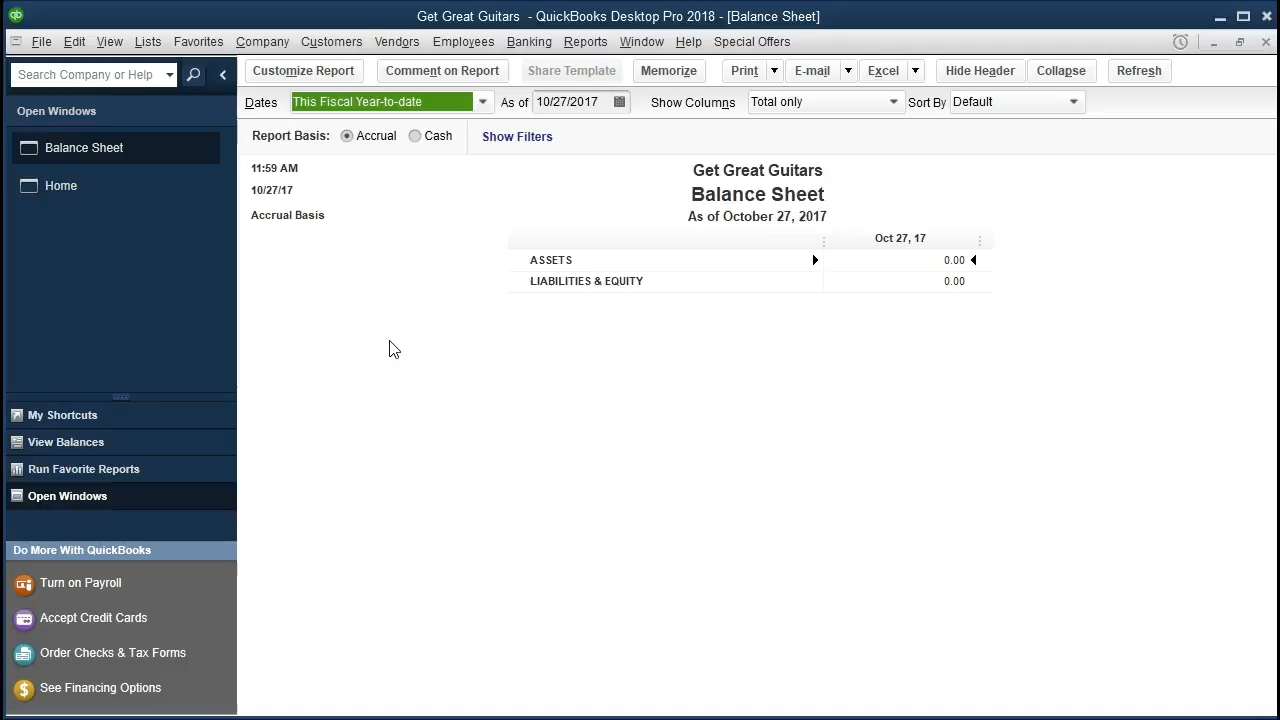 Get Great Guitars - QuickBooks Desktop Pro 2018 - [Balance Sheet]
File Edit View Lists Favorites Company Customers Vendors Employees Banking Reports Window Help Special Offers
Search Company or Help
Customize Report Comment on Report Share Template Memorize Print E-mail Excel Hide Header Collapse Refresh
Dates This Fiscal Year-to-date As of 10/27/2017 Show Columns Total only Sort By Default
Open Windows
Report Basis: Accrual Cash Show Filters
Balance Sheet
Home
11:59 AM
10/27/17
Accrual Basis
Get Great Guitars
Balance Sheet
As of October 27, 2017
Oct 27, 17
ASSETS 0.00
LIABILITIES & EQUITY 0.00
My Shortcuts
View Balances
Run Favorite Reports
Open Windows
Do More With QuickBooks
Turn on Payroll
Accept Credit Cards
Order Checks & Tax Forms
See Financing Options